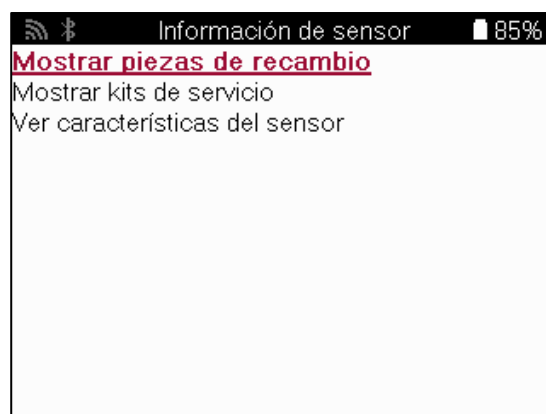 Información de sensor 85%
Mostrar piezas de recambio
Mostrar kits de servicio
Ver características del sensor